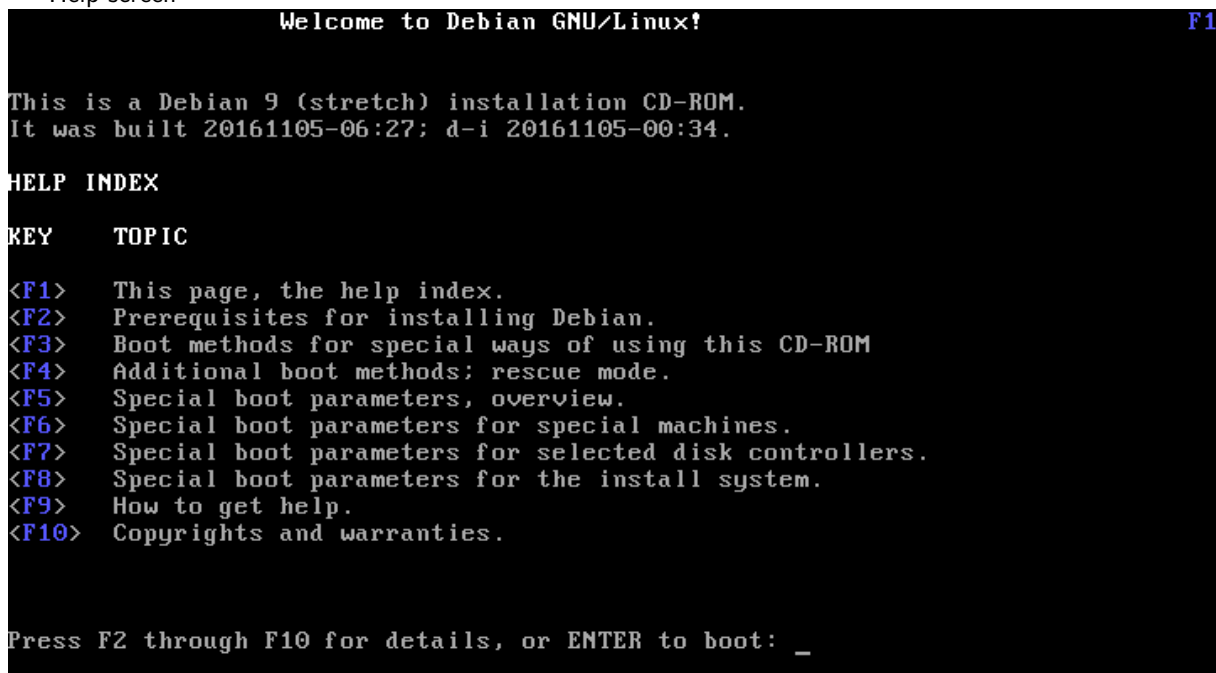 Help screen
Welcome to Debian GNU/Linux! F1
This is a Debian 9 (stretch) installation CD-ROM.
It was built 20161105-06:27; d-i 20161105-00:34.
HELP INDEX
KEY TOPIC
<F1> This page, the help index.
<F2> Prerequisites for installing Debian.
<F3> Boot methods for special ways of using this CD-ROM
<F4> Additional boot methods; rescue mode.
<F5> Special boot parameters, overview.
<F6> Special boot parameters for special machines.
<F7> Special boot parameters for selected disk controllers.
<F8> Special boot parameters for the install system.
<F9> How to get help.
<F10> Copyrights and warranties.
Press F2 through F10 for details, or ENTER to boot: _